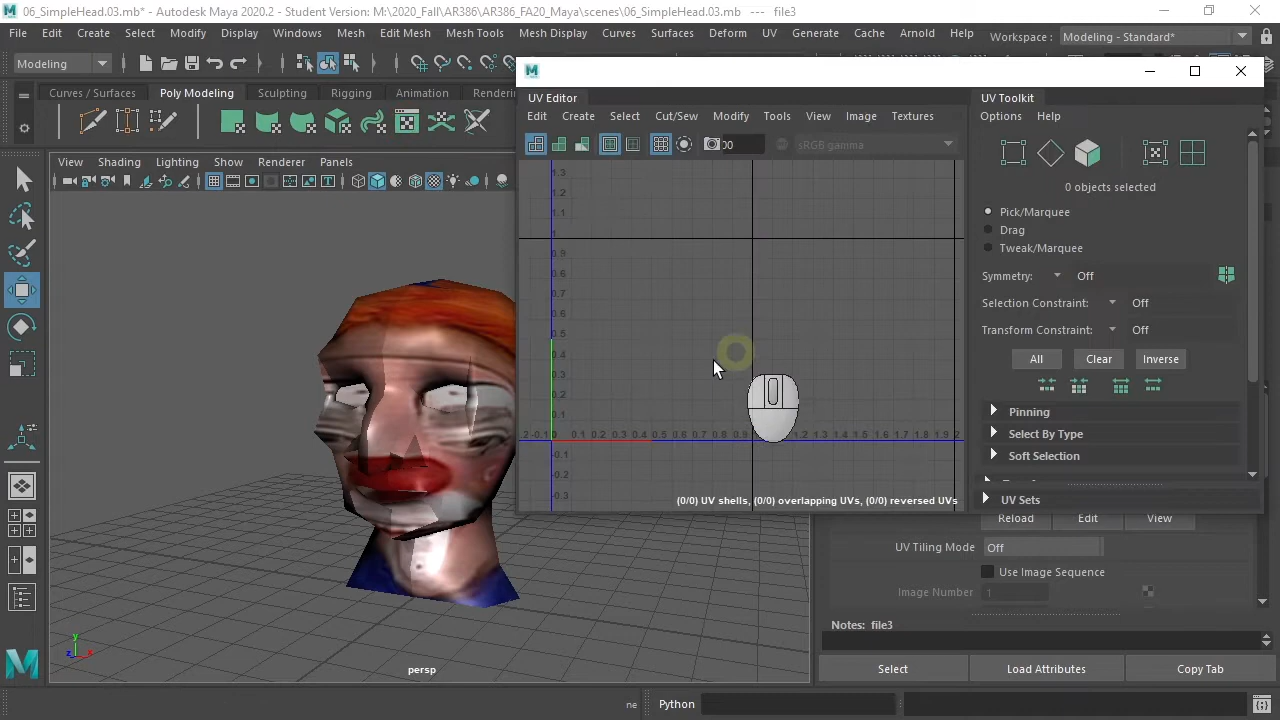 06_SimpleHead.03.mb* - Autodesk Maya 2020.2 - Student Version: M:\2020_Fall\AR386\AR386_FA20_Maya\scenes\06_SimpleHead.03.mb --- file3
File Edit Create Select Modify Display Windows Mesh Edit Mesh Mesh Tools Mesh Display Curves Surfaces Deform UV Generate Cache Arnold Help Workspace : Modeling - Standard*
Modeling
Curves / Surfaces Poly Modeling Sculpting Rigging Animation
View Shading Lighting Show Renderer Panels
UV Editor
Edit Create Select Cut/Sew Modify Tools View Image Textures
00 sRGB gamma
1.3
1.2
1.1
1
0.9
0.8
0.7
0.6
0.5
0.4
0.3
0.2
0.1
.2 -0.1 0 0.1 0.2 0.3 0.4 0.5 0.6 0.7 0.8 0.9 1.2 1.3 1.4 1.5 1.6 1.7 1.8 1.9 2
-0.1
-0.2
-0.3
(0/0) UV shells, (0/0) overlapping UVs, (0/0) reversed UVs
UV Toolkit
Options Help
0 objects selected
Pick/Marquee
Drag
Tweak/Marquee
Symmetry: Off
Selection Constraint: Off
Transform Constraint: Off
All Clear Inverse
Pinning
Select By Type
Soft Selection
UV Sets
Reload Edit View
UV Tiling Mode Off
Use Image Sequence
Image Number 1
Notes: file3
Select Load Attributes Copy Tab
y
z x
persp
ne Python